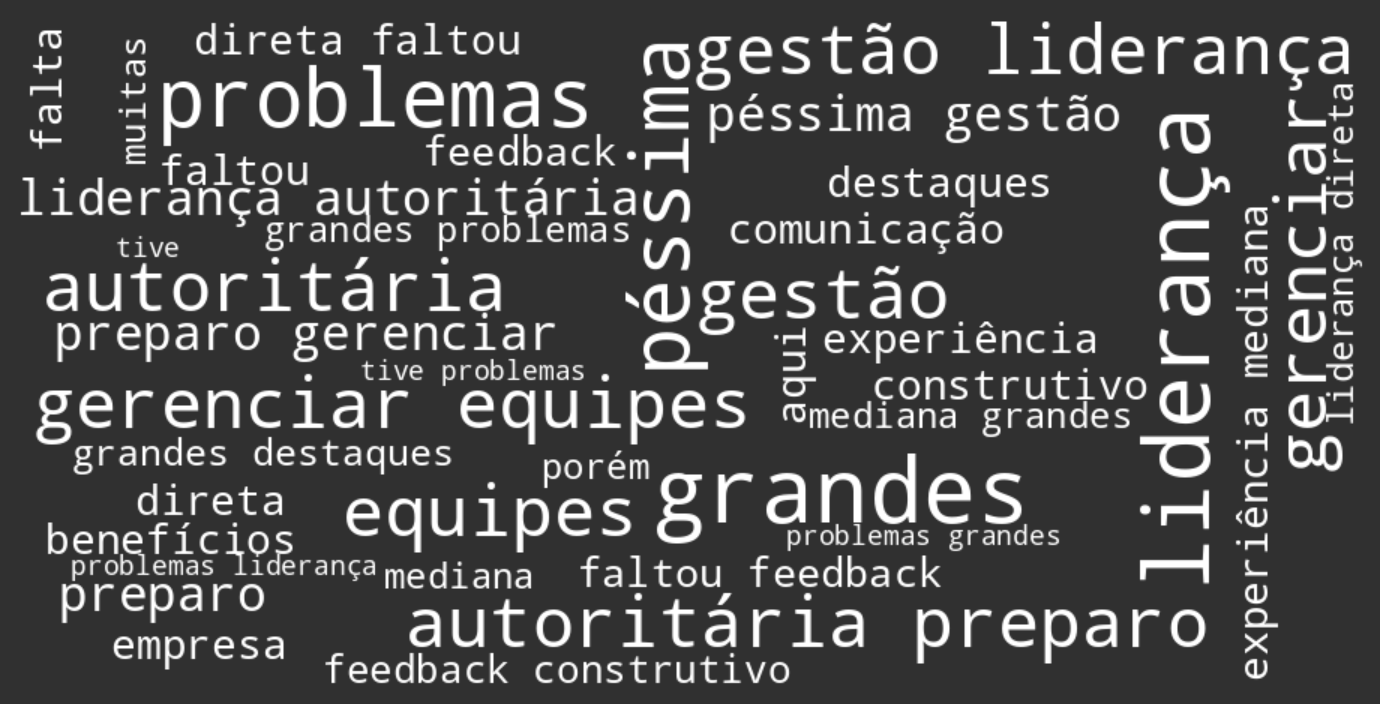 falta
muitas
direta faltou
problemas
péssima
gestão liderança
péssima gestão
feedback
faltou
liderança autoritária
grandes problemas
tive
destaques
comunicação
autoritária
gestão
preparo gerenciar
experiência
aqui
tive problemas
construtivo
gerenciar equipes
mediana grandes
liderança
experiência mediana
gerenciar
liderança direta
grandes destaques
porém
grandes
direta
equipes
benefícios
problemas grandes
problemas liderança
mediana
faltou feedback
preparo
autoritária preparo
empresa
feedback construtivo